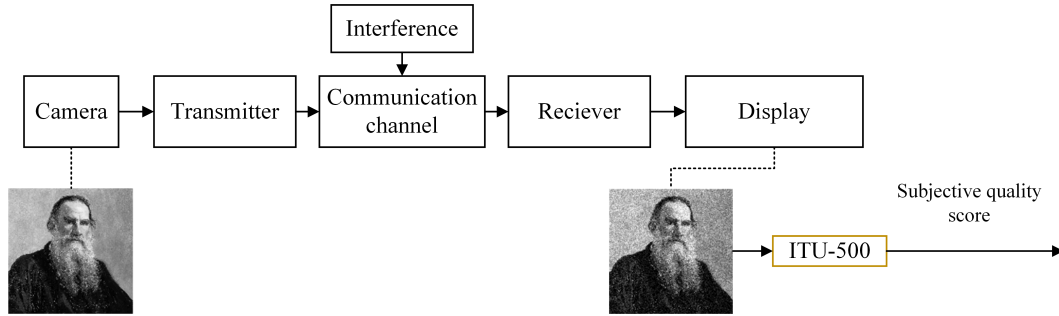 Interference
Camera
Transmitter
Communication
channel
Reciever
Display
Subjective quality
score
ITU-500